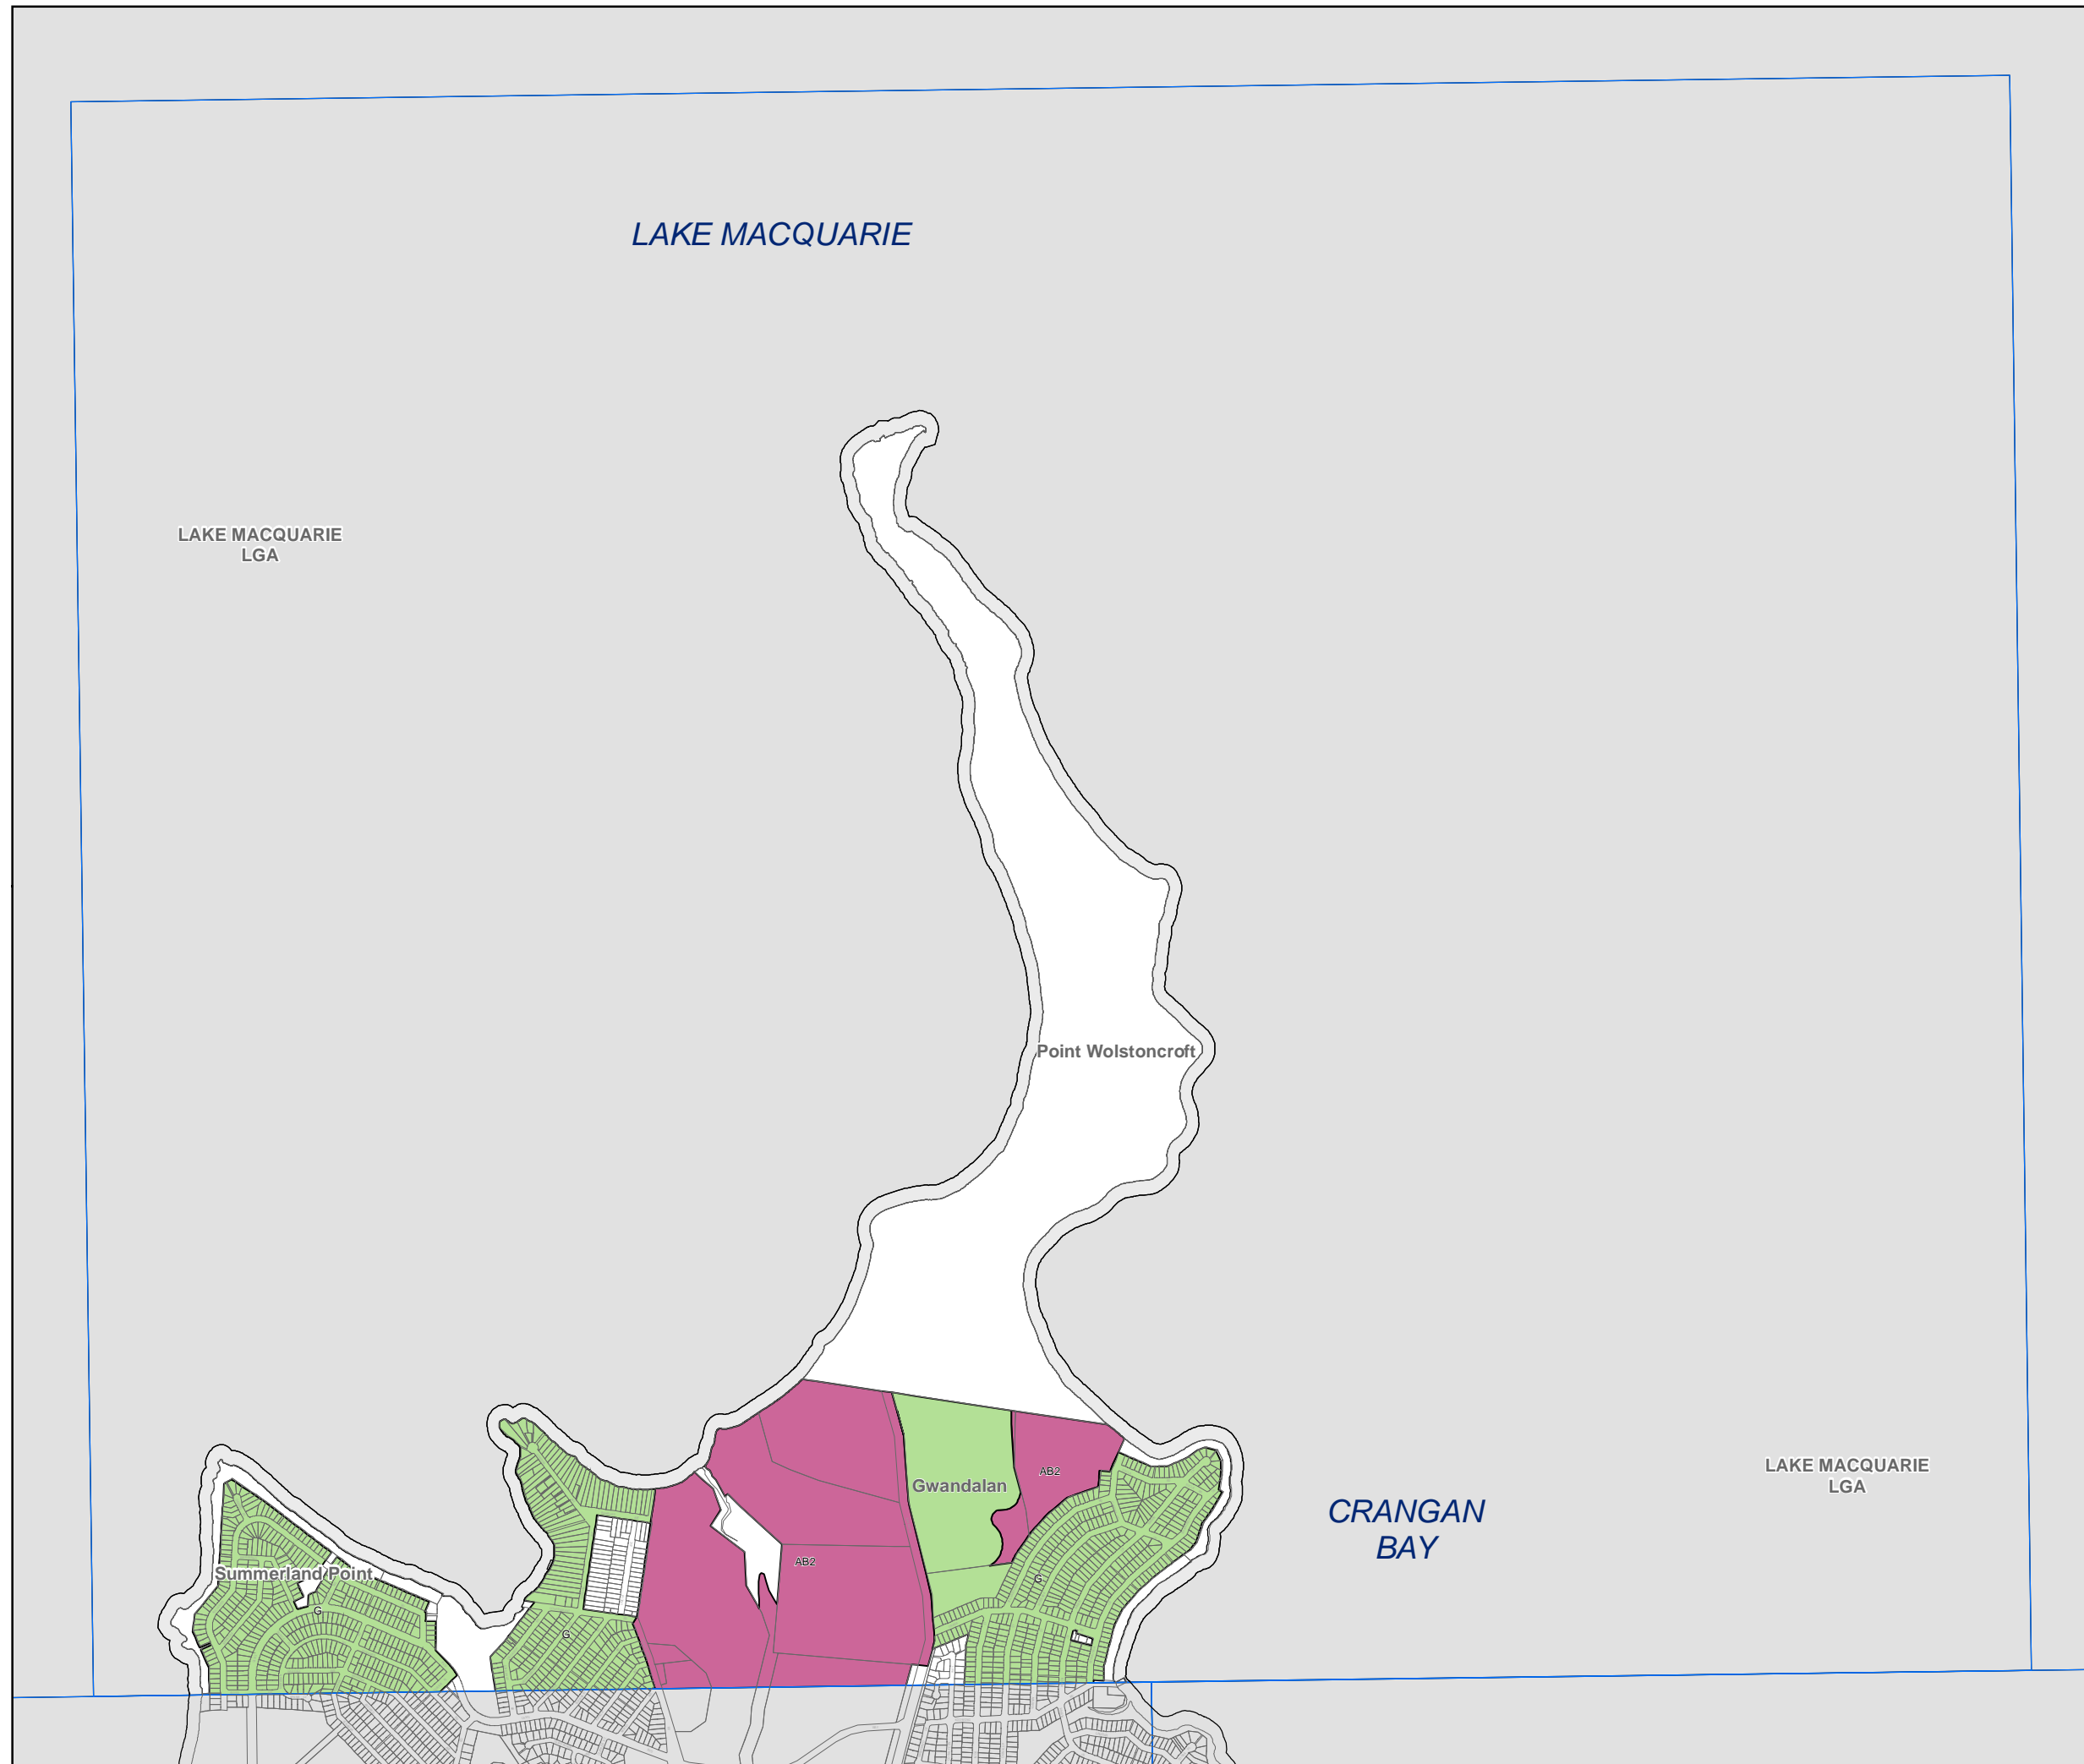 LAKE MACQUARIE
LAKE MACQUARIE
LGA
Point Wolstoncroft
AB2
LAKE MACQUARIE
LGA
Gwandalan
CRANGAN
BAY
AB2
Summerland Point
G
G
G